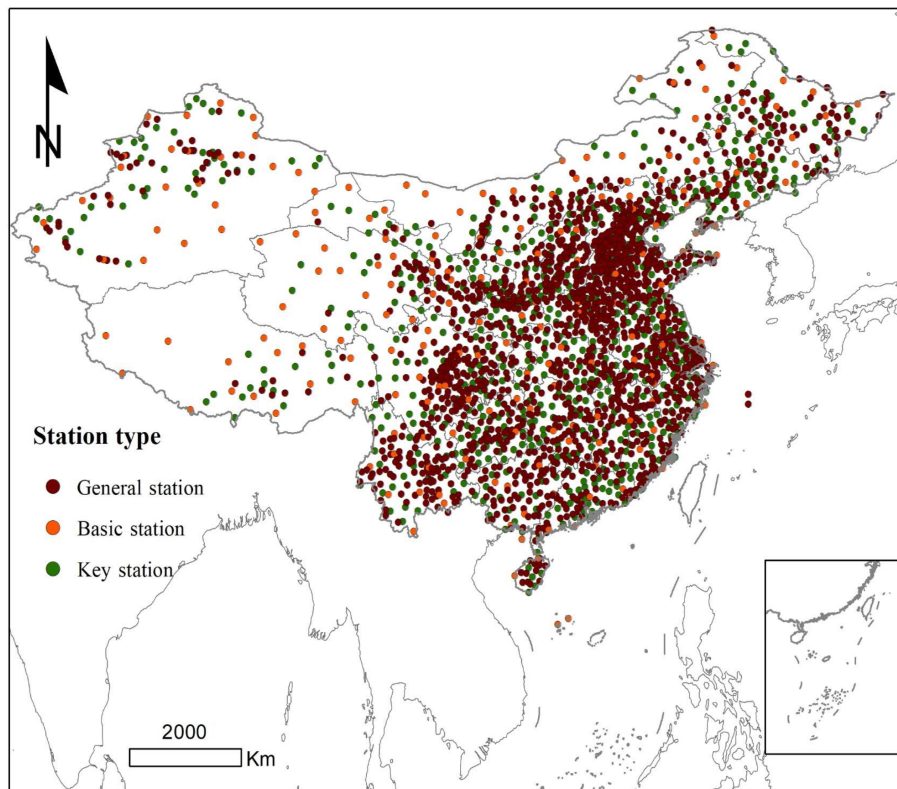 N
Station type
General station
Basic station
Key station
2000
Km